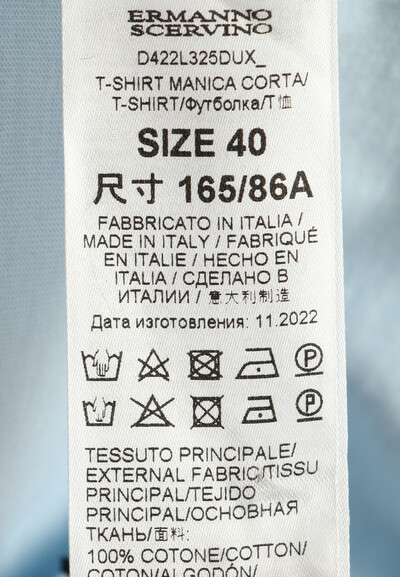 ERMANNO
SCERVINO
D422L325DUX_
T-SHIRT MANICA CORTA/
T-SHIRT/Футболка/T恤
SIZE 40
尺寸 165/86A
FABBRICATO IN ITALIA /
MADE IN ITALY / FABRIQUÉ
EN ITALIE / HECHO EN
ITALIA / СДЕЛАНО В
ИТАЛИИ / 意大利制造
Дата изготовления: 11.2022
P
P
TESSUTO PRINCIPALE/
EXTERNAL FABRIC/TISSU
PRINCIPAL/TEJIDO
PRINCIPAL/ОСНОВНАЯ
ТКАНЬ/面料:
100% COTONE/COTTON/
COTON/ALGODÓN/